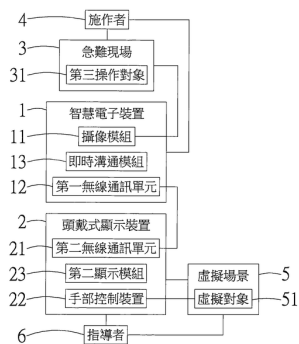 4 施作者
3 急難現場
31 第三操作對象
1 智慧電子裝置
11 攝像模組
13 即時溝通模組
12 第一無線通訊單元
2 頭戴式顯示裝置
21 第二無線通訊單元
23 第二顯示模組
22 手部控制裝置
虛擬場景 5
虛擬對象 51
6 指導者